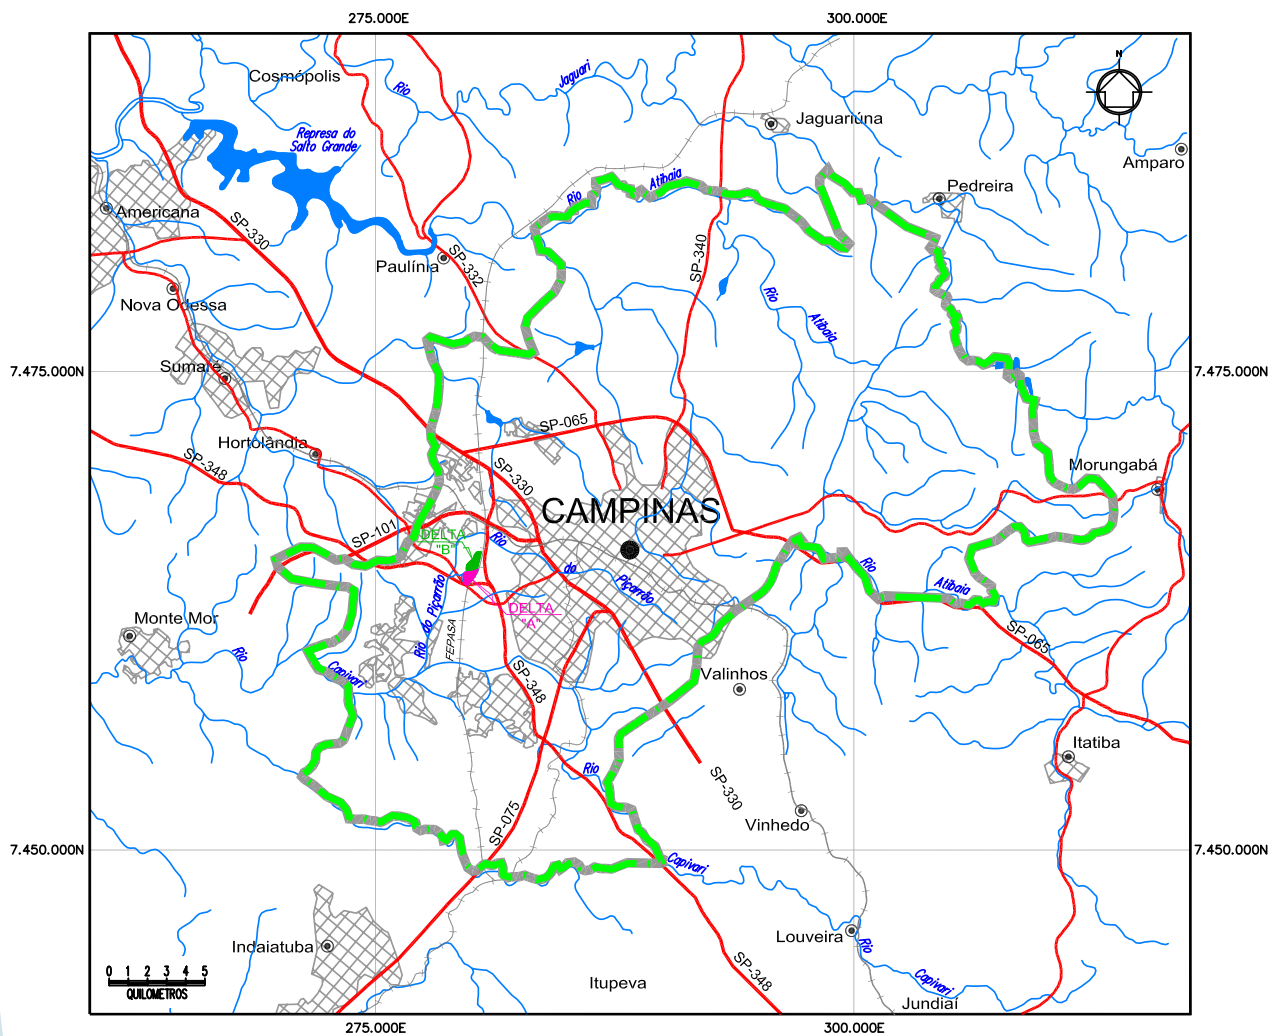 275.000E
300.000E
Cosmópolis
Rio
Jaguari
N
Jaguariúna
Represa do
Salto Grande
Amparo
Atibaia
Rio
Pedreira
Americana
SP-330
SP-340
Paulínia
SP-332
Rio
Nova Odessa
Atibaia
Sumaré
7.475.000N
7.475.000N
SP-065
Hortolândia
SP-348
SP-330
Morungabá
CAMPINAS
SP-101
DELTA
"B"
Rio
do
Piçarrão
Rio
Atibaia
DELTA
"A"
Rio do Piçarrão
Monte Mor
FEPASA
SP-065
Rio
Capivari
SP-348
Valinhos
Itatiba
Rio
SP-330
SP-075
Vinhedo
7.450.000N
7.450.000N
Capivari
Indaiatuba
Louveira
Rio
SP-348
Capivari
0 1 2 3 4 5
QUILOMETROS
Itupeva
Jundiaí
275.000E
300.000E